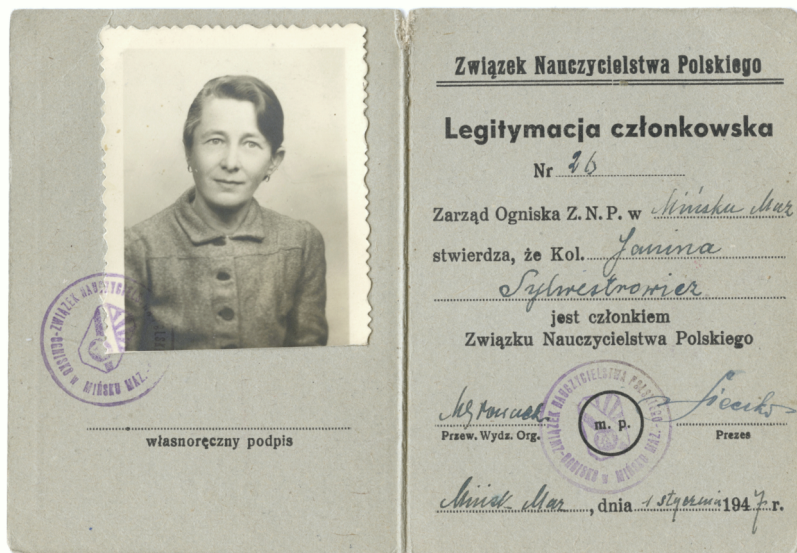 własnoręczny podpis
Związek Nauczycielstwa Polskiego
Legitymacja członkowska
Nr 26
Zarząd Ogniska Z. N. P. w Mińsku Maz
stwierdza, że Kol. Janina
Sylwestrowicz
jest członkiem
Związku Nauczycielstwa Polskiego
m. p.
Przew. Wydz. Org. Prezes
Mińsk Maz, dnia 1 stycznia 1947 r.